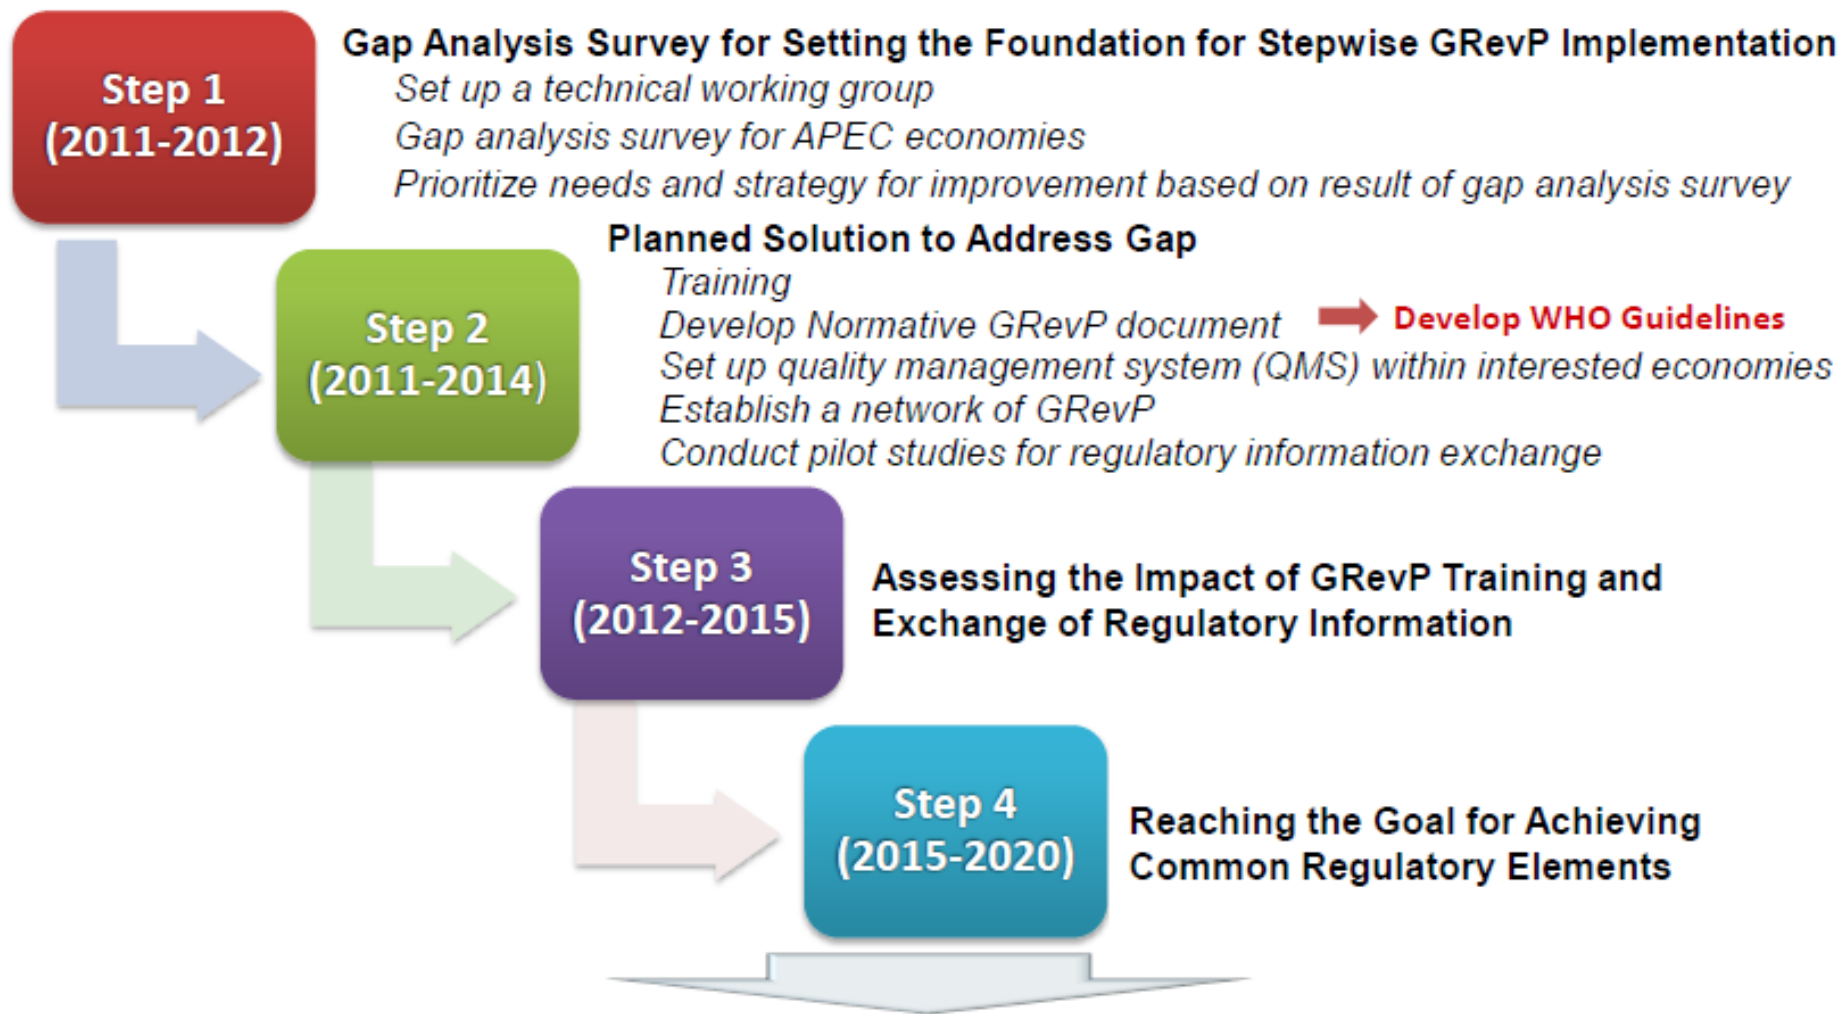 Step 1
(2011-2012)
Gap Analysis Survey for Setting the Foundation for Stepwise GRevP Implementation
Set up a technical working group
Gap analysis survey for APEC economies
Prioritize needs and strategy for improvement based on result of gap analysis survey
Step 2
(2011-2014)
Planned Solution to Address Gap
Training
Develop Normative GRevP document
Develop WHO Guidelines
Set up quality management system (QMS) within interested economies
Establish a network of GRevP
Conduct pilot studies for regulatory information exchange
Step 3
(2012-2015)
Assessing the Impact of GRevP Training and
Exchange of Regulatory Information
Step 4
(2015-2020)
Reaching the Goal for Achieving
Common Regulatory Elements